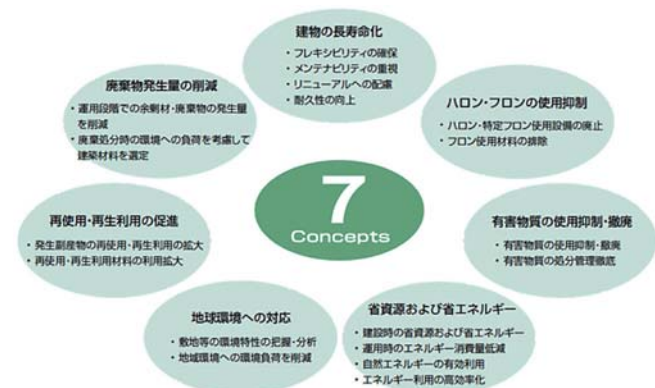 建物の長寿命化
・フレキシビリティの確保
・メンテナビリティの重視
・リニューアルへの配慮
・耐久性の向上
ハロン・フロンの使用抑制
・ハロン・特定フロン使用設備の廃止
・フロン使用材料の排除
有害物質の使用抑制・撤廃
・有害物質の使用抑制・撤廃
・有害物質の処分管理徹底
省資源および省エネルギー
・建設時の省資源および省エネルギー
・運用時のエネルギー消費量低減
・自然エネルギーの有効利用
・エネルギー利用の高効率化
地球環境への対応
・敷地等の環境特性の把握・分析
・地域環境への環境負荷を削減
再使用・再生利用の促進
・発生副産物の再使用・再生利用の拡大
・再使用・再生利用材料の利用拡大
廃棄物発生量の削減
・運用段階での余剰材・廃棄物の発生量
を削減
・廃棄処分時の環境への負荷を考慮して
建築材料を選定
7
Concepts